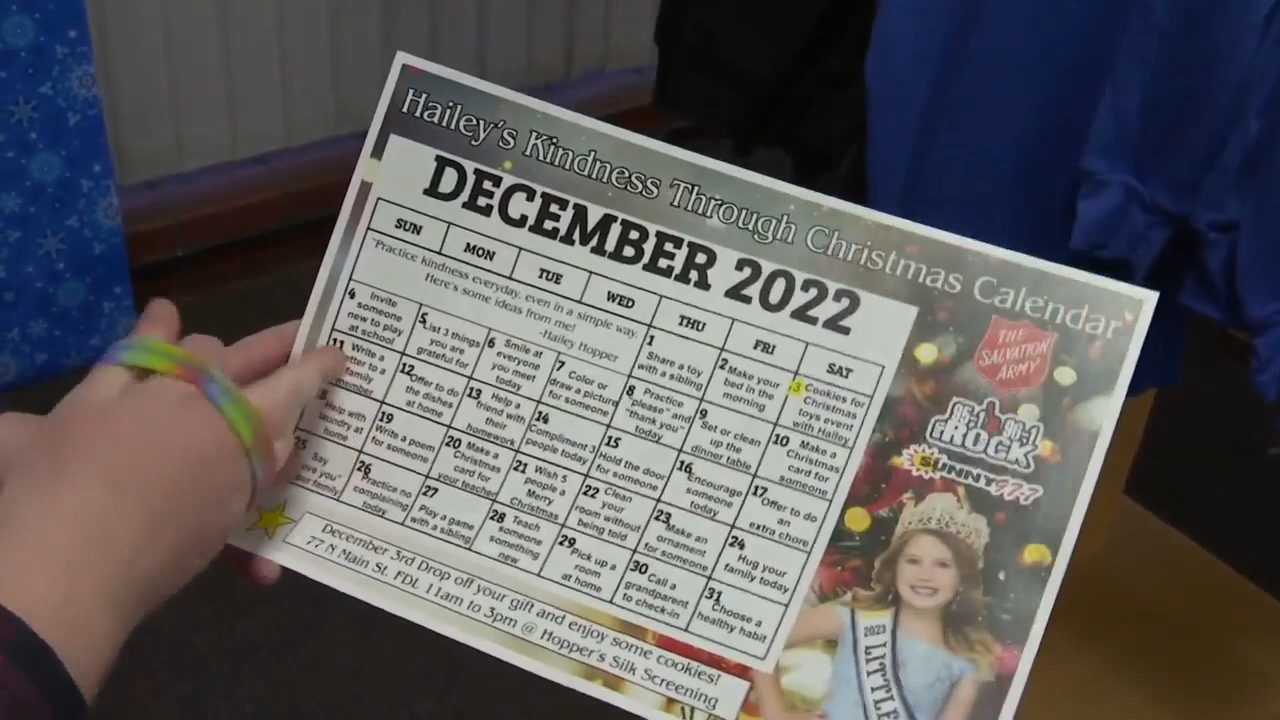 Hailey's Kindness Through Christmas Calendar
DECEMBER 2022
SUN MON TUE WED THU FRI SAT
"Practice kindness everyday, even in a simple way.
Here's some ideas from me!
-Hailey Hopper
1
Share a toy
with a sibling
2 Make your
bed in the
morning
3 Cookies for
Christmas
toys event
with Hailey
4 Invite
someone
new to play
at school
5
List 3 things
you are
grateful for
6 Smile at
everyone
you meet
today
7 Color or
draw a picture
for someone
8 Practice
"please" and
"thank you"
today
9
Set or clean
up the
dinner table
10 Make a
Christmas
card for
someone
11 Write a
to a
family
12
Offer to do
the dishes
at home
13 Help a
friend with
their
homework
14
Compliment 3
people today
15
Hold the door
for someone
16
Encourage
someone
today
17
Offer to do
an
extra chore
Help with
laundry at
home
19
Write a poem
for someone
20 Make a
Christmas
card for
your teacher
21 Wish 5
people a
Merry
Christmas
22 Clean
your
room without
being told
23
Make an
ornament
for someone
24
Hug your
family today
25
Say
you"
family
26
Practice no
complaining
today
27
Play a game
with a sibling
28 Teach
someone
something
new
29
Pick up a
room
at home
30 Call a
grandparent
to check-in
31
Choose a
healthy habit
December 3rd Drop off your gift and enjoy some cookies!
77 N Main St. FDL 11am to 3pm @ Hopper's Silk Screening
THE
SALVATION
ARMY
95.1 90.1
ROCK
SUNNY 97.7
2023
LITTLE